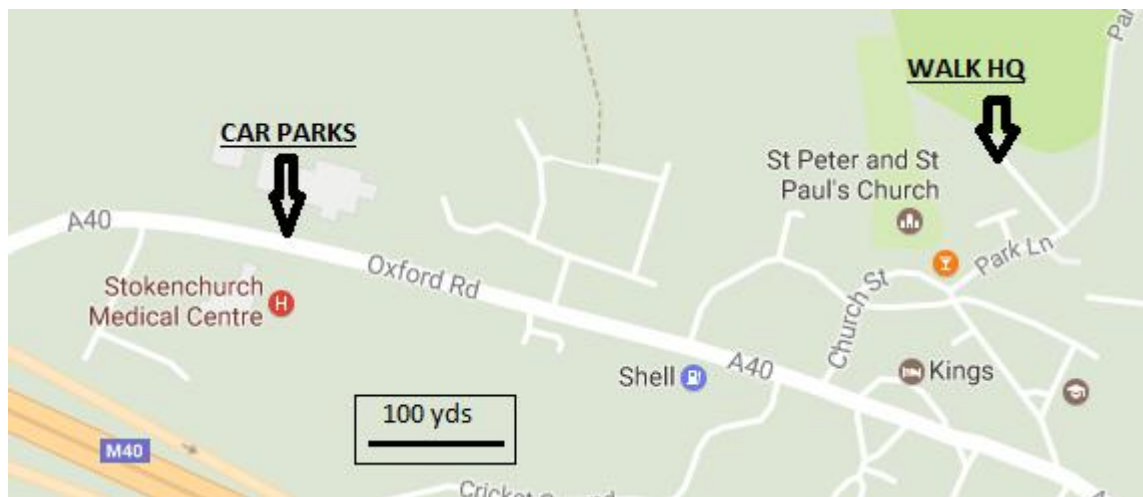 WALK HQ
CAR PARKS
St Peter and St
Paul's Church
A40
Oxford Rd
Park Ln
Stokenchurch
Medical Centre
H
Church St
Shell
A40
Kings
100 yds
M40